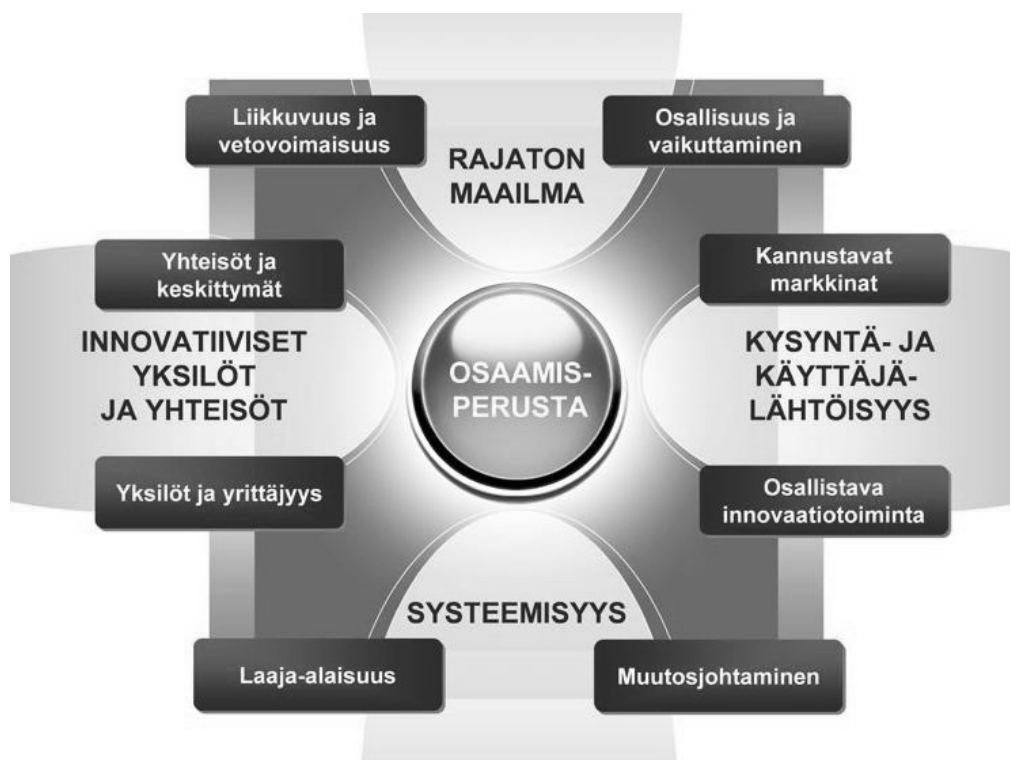 Liikkuvuus ja
vetovoimaisuus
Osallisuus ja
vaikuttaminen
RAJATON
MAAILMA
Yhteisöt ja
keskittymät
Kannustavat
markkinat
INNOVATIIVISET
YKSILÖT
JA YHTEISÖT
OSAAMIS-
PERUSTA
KYSYNTÄ- JA
KÄYTTÄJÄ-
LÄHTÖISYYS
Yksilöt ja yrittäjyys
Osallistava
innovaatiotoiminta
SYSTEEMISYYS
Laaja-alaisuus
Muutosjohtaminen